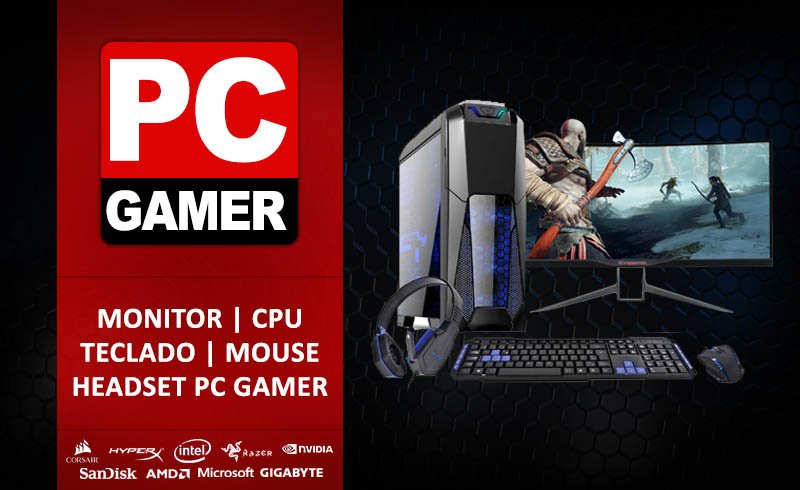 PC
GAMER
MONITOR | CPU
TECLADO | MOUSE
HEADSET PC GAMER
CORSAIR HYPERX intel RAZER NVIDIA
SanDisk AMD Microsoft GIGABYTE